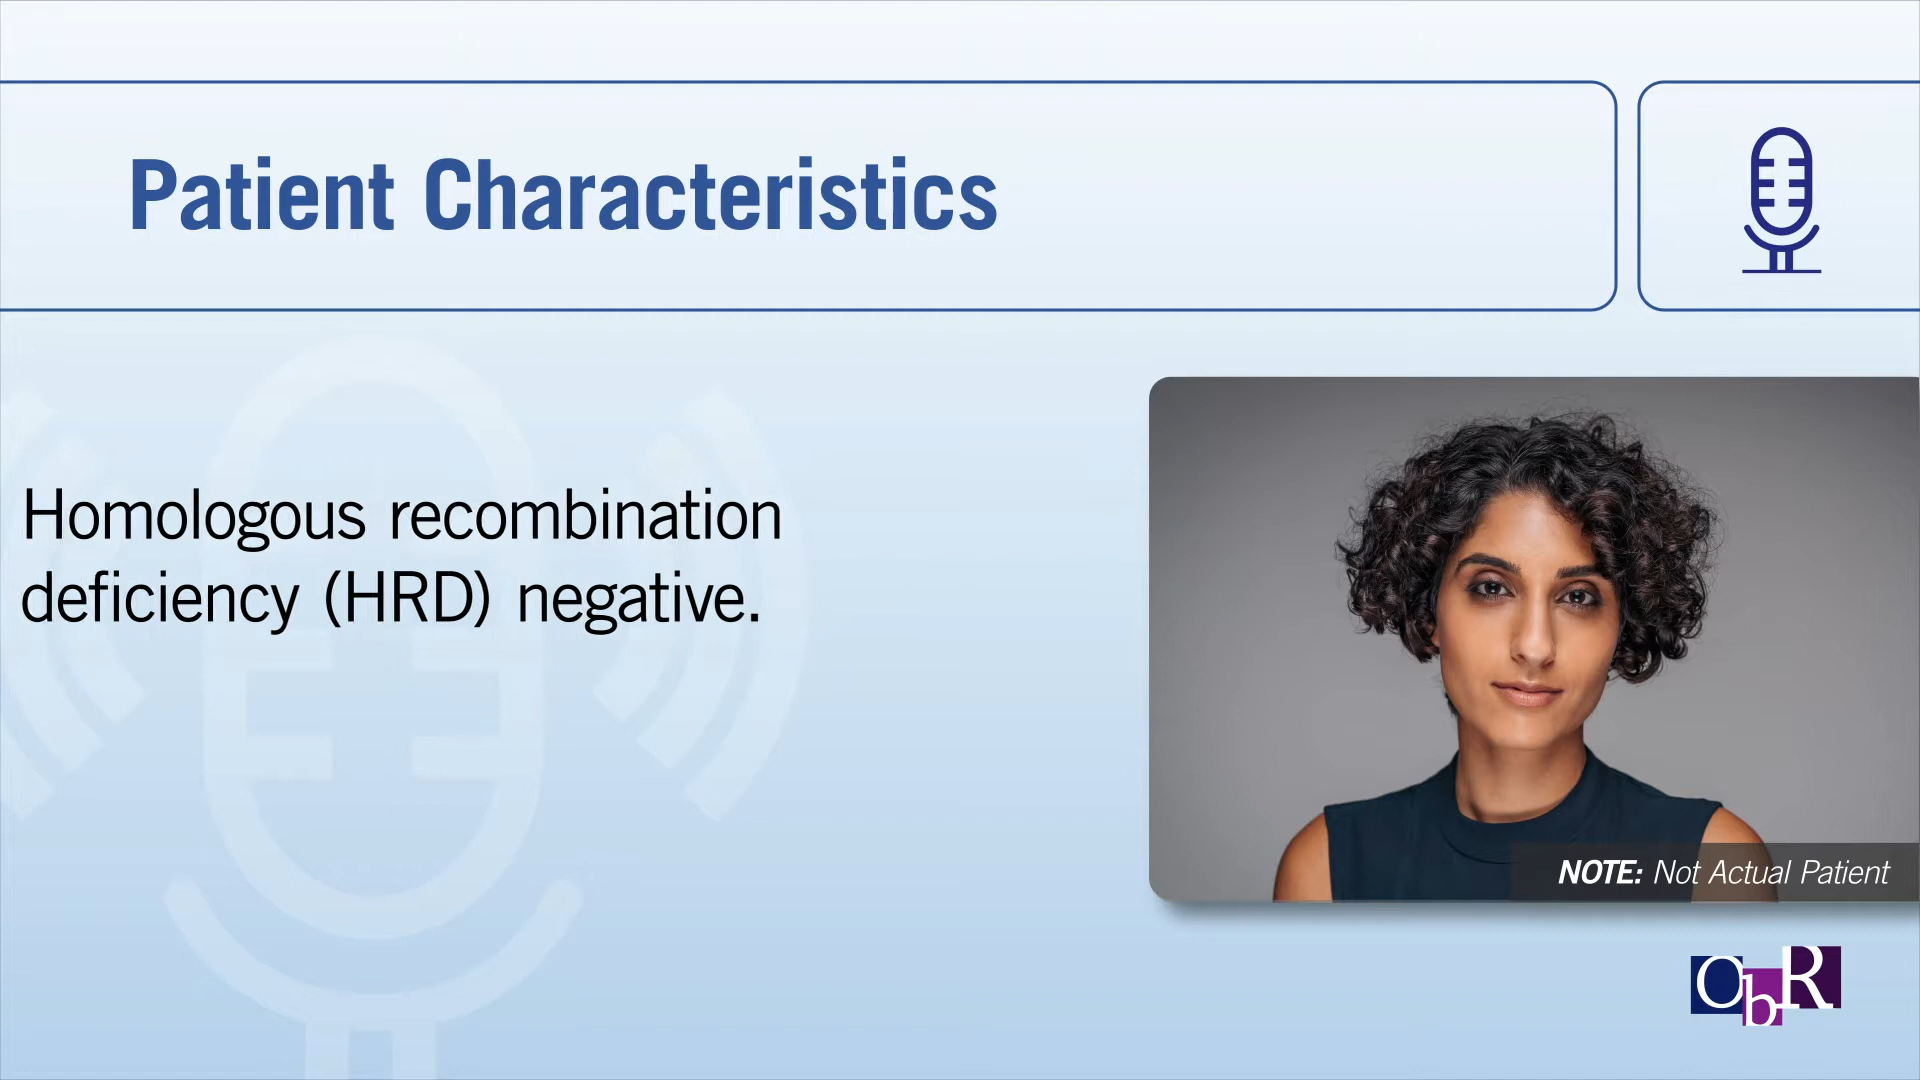 Patient Characteristics
Homologous recombination
deficiency (HRD) negative.
NOTE: Not Actual Patient
ObR